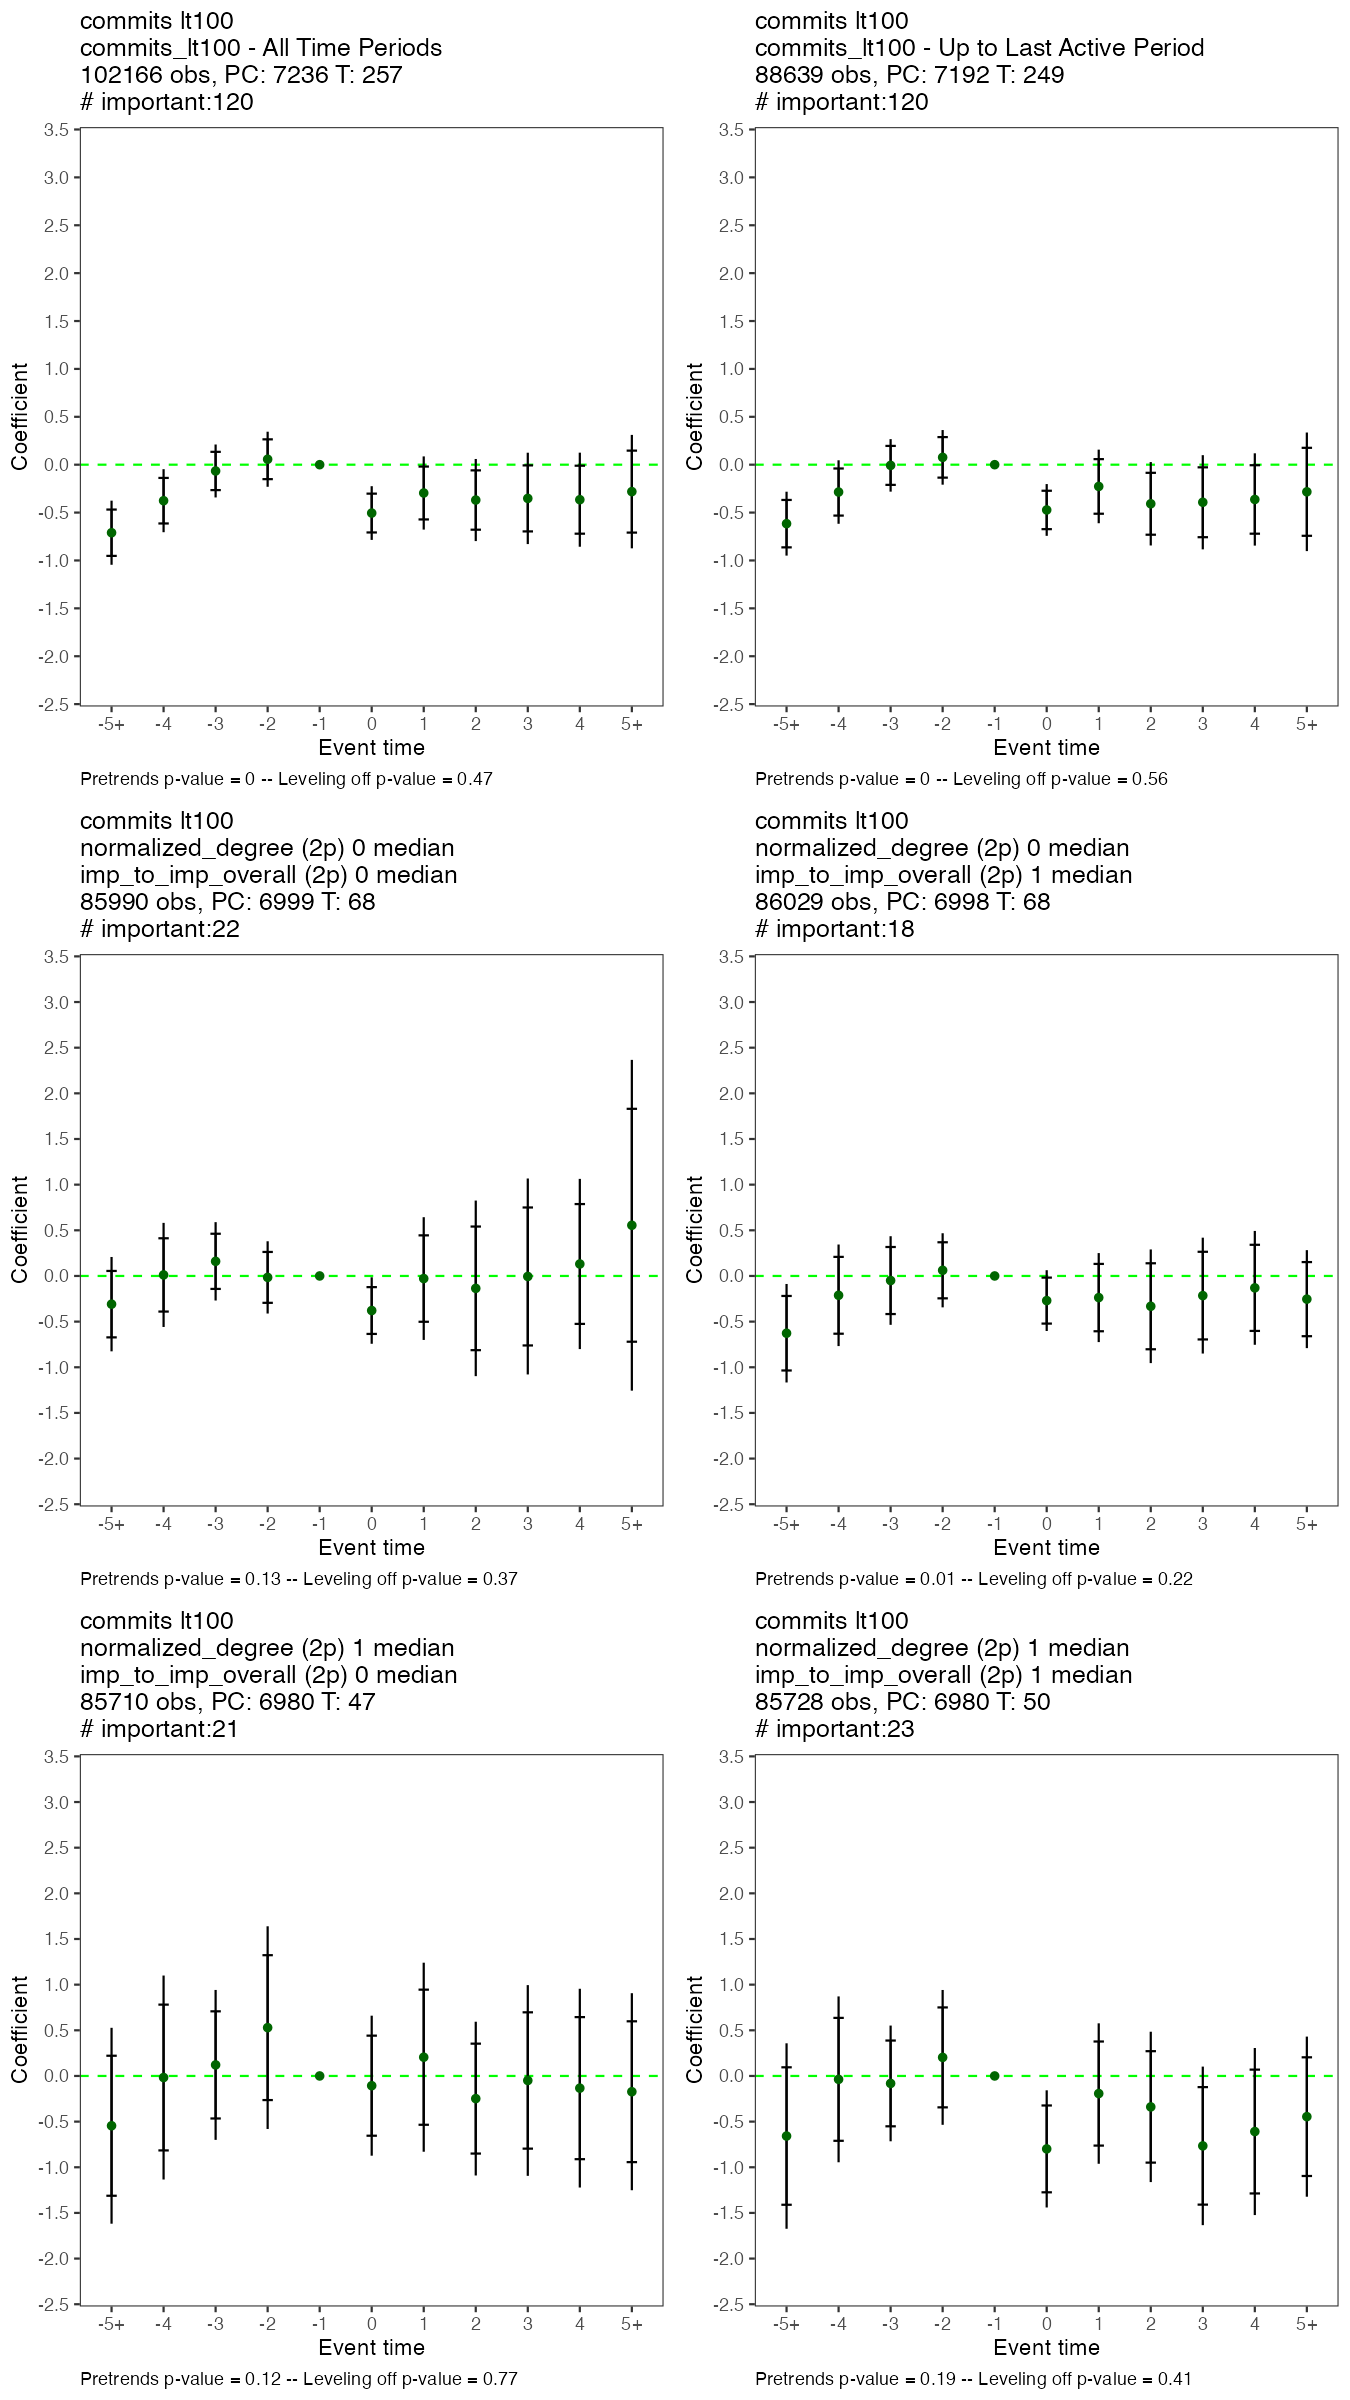 commits lt100
commits_lt100 - All Time Periods
102166 obs, PC: 7236 T: 257
# important:120
3.5
3.0
2.5
2.0
1.5
1.0
0.5
0.0
-0.5
-1.0
-1.5
-2.0
-2.5
Coefficient
-5+ -4 -3 -2 -1 0 1 2 3 4 5+
Event time
Pretrends p-value = 0 -- Leveling off p-value = 0.47
commits lt100
commits_lt100 - Up to Last Active Period
88639 obs, PC: 7192 T: 249
# important:120
3.5
3.0
2.5
2.0
1.5
1.0
0.5
0.0
-0.5
-1.0
-1.5
-2.0
-2.5
Coefficient
-5+ -4 -3 -2 -1 0 1 2 3 4 5+
Event time
Pretrends p-value = 0 -- Leveling off p-value = 0.56
commits lt100
normalized_degree (2p) 0 median
imp_to_imp_overall (2p) 0 median
85990 obs, PC: 6999 T: 68
# important:22
3.5
3.0
2.5
2.0
1.5
1.0
0.5
0.0
-0.5
-1.0
-1.5
-2.0
-2.5
Coefficient
-5+ -4 -3 -2 -1 0 1 2 3 4 5+
Event time
Pretrends p-value = 0.13 -- Leveling off p-value = 0.37
commits lt100
normalized_degree (2p) 0 median
imp_to_imp_overall (2p) 1 median
86029 obs, PC: 6998 T: 68
# important:18
3.5
3.0
2.5
2.0
1.5
1.0
0.5
0.0
-0.5
-1.0
-1.5
-2.0
-2.5
Coefficient
-5+ -4 -3 -2 -1 0 1 2 3 4 5+
Event time
Pretrends p-value = 0.01 -- Leveling off p-value = 0.22
commits lt100
normalized_degree (2p) 1 median
imp_to_imp_overall (2p) 0 median
85710 obs, PC: 6980 T: 47
# important:21
3.5
3.0
2.5
2.0
1.5
1.0
0.5
0.0
-0.5
-1.0
-1.5
-2.0
-2.5
Coefficient
-5+ -4 -3 -2 -1 0 1 2 3 4 5+
Event time
Pretrends p-value = 0.12 -- Leveling off p-value = 0.77
commits lt100
normalized_degree (2p) 1 median
imp_to_imp_overall (2p) 1 median
85728 obs, PC: 6980 T: 50
# important:23
3.5
3.0
2.5
2.0
1.5
1.0
0.5
0.0
-0.5
-1.0
-1.5
-2.0
-2.5
Coefficient
-5+ -4 -3 -2 -1 0 1 2 3 4 5+
Event time
Pretrends p-value = 0.19 -- Leveling off p-value = 0.41